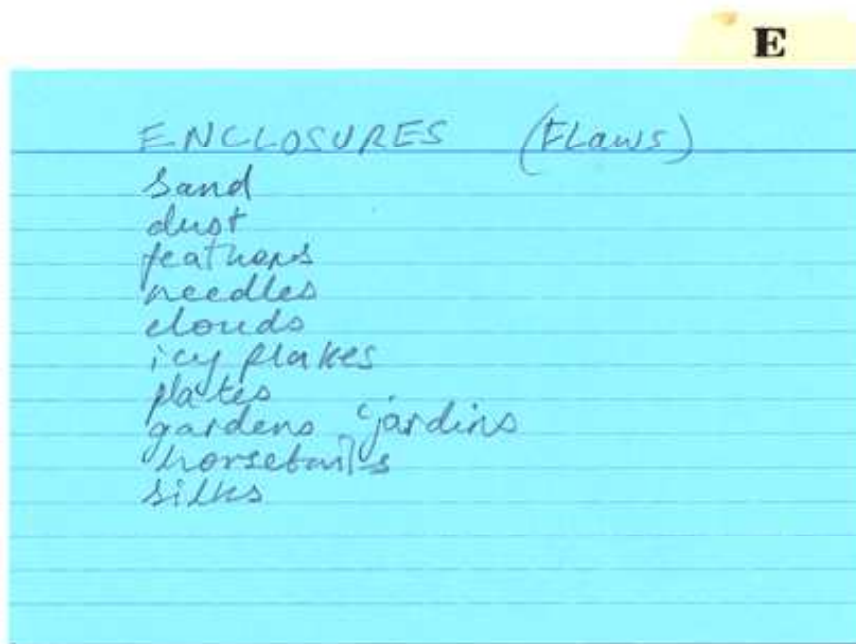 E
ENCLOSURES (FLaws)
sand
dust
feathers
needles
clouds
icy flakes
plates
gardens "jardins
horsetails
silks